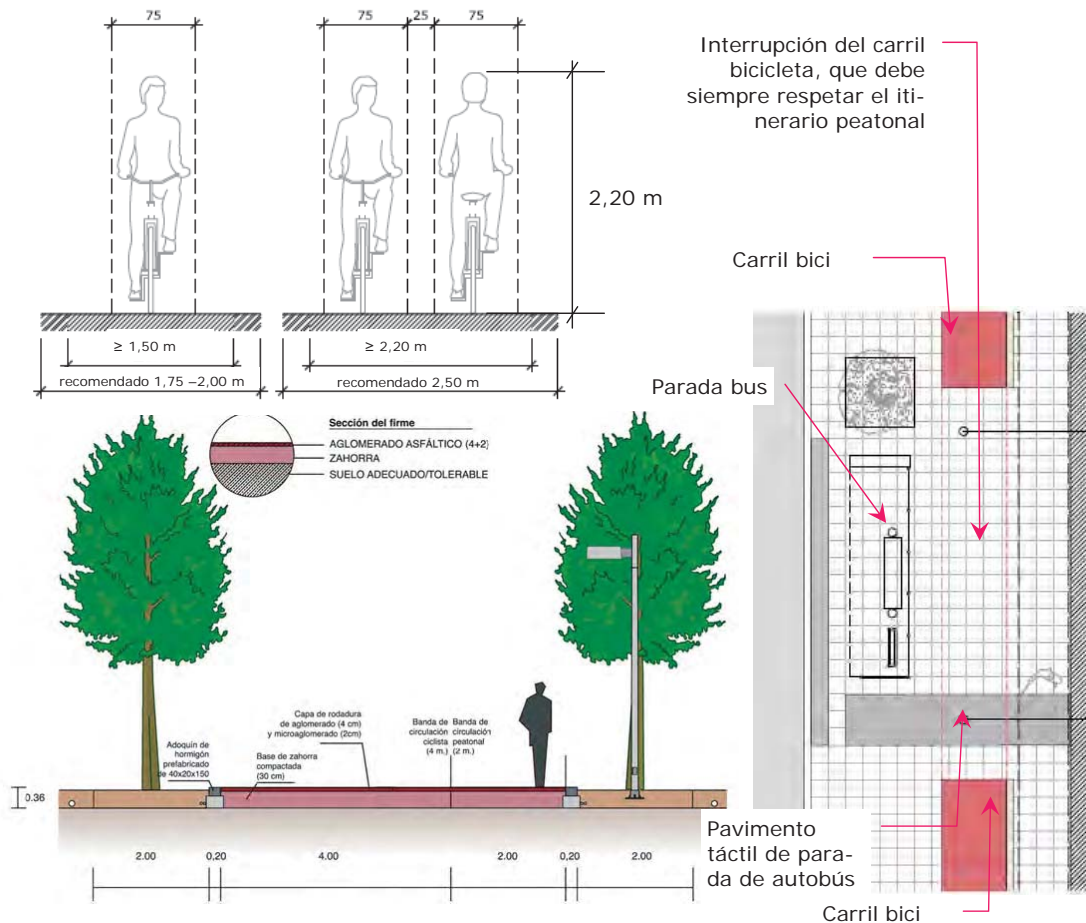 75
75
25
75
2,20 m
≥ 1,50 m
recomendado 1,75 –2,00 m
≥ 2,20 m
recomendado 2,50 m
Interrupción del carril
bicicleta, que debe
siempre respetar el iti-
nerario peatonal
Carril bici
Parada bus
Pavimento
táctil de para-
da de autobús
Carril bici
Sección del firme
AGLOMERADO ASFÁLTICO (4+2)
ZAHORRA
SUELO ADECUADO/TOLERABLE
Capa de rodadura
de aglomerado (4 cm)
y microaglomerado (2cm)
Adoquín de
hormigón
prefabricado
de 40x20x150
Base de zahorra
compactada
(30 cm)
Banda de
circulación
ciclista
(4 m.)
Banda de
circulación
peatonal
(2 m.)
0.36
2.00
0,20
4.00
2.00
0,20
2.00